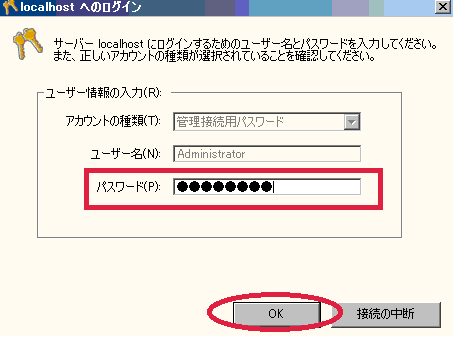 localhost へのログイン
サーバー localhost にログインするためのユーザー名とパスワードを入力してください。
また、正しいアカウントの種類が選択されていることを確認してください。
ユーザー情報の入力(R):
アカウントの種類(T): 管理接続用パスワード
ユーザー名(N): Administrator
パスワード(P): ●●●●●●●●
OK 接続の中断